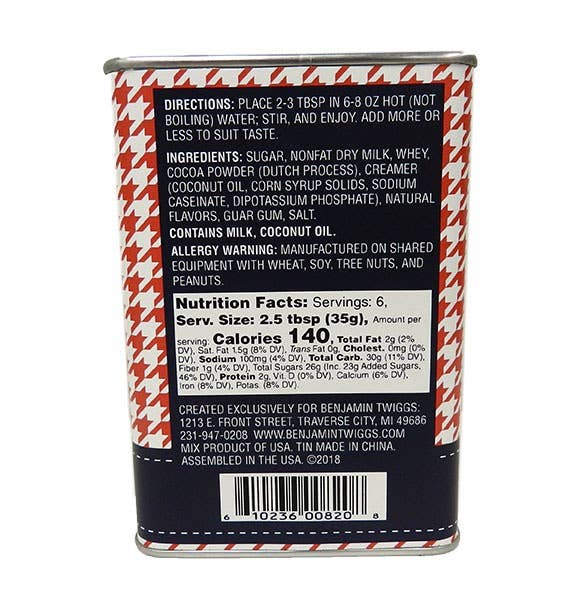 DIRECTIONS: PLACE 2-3 TBSP IN 6-8 OZ HOT (NOT
BOILING) WATER; STIR, AND ENJOY. ADD MORE OR
LESS TO SUIT TASTE.
INGREDIENTS: SUGAR, NONFAT DRY MILK, WHEY,
COCOA POWDER (DUTCH PROCESS), CREAMER
(COCONUT OIL, CORN SYRUP SOLIDS, SODIUM
CASEINATE, DIPOTASSIUM PHOSPHATE), NATURAL
FLAVORS, GUAR GUM, SALT.
CONTAINS MILK, COCONUT OIL.
ALLERGY WARNING: MANUFACTURED ON SHARED
EQUIPMENT WITH WHEAT, SOY, TREE NUTS, AND
PEANUTS.
Nutrition Facts: Servings: 6,
Serv. Size: 2.5 tbsp (35g), Amount per
serving: Calories 140, Total Fat 2g (2%
DV), Sat. Fat 1.5g (8% DV), Trans Fat 0g, Cholest. 0mg (0%
DV), Sodium 100mg (4% DV), Total Carb. 30g (11% DV),
Fiber 1g (4% DV), Total Sugars 26g (Inc. 23g Added Sugars,
46% DV), Protein 2g, Vit. D (0% DV), Calcium (6% DV),
Iron (8% DV), Potas. (8% DV).
CREATED EXCLUSIVELY FOR BENJAMIN TWIGGS:
1213 E. FRONT STREET, TRAVERSE CITY, MI 49686
231-947-0208 WWW.BENJAMINTWIGGS.COM
MIX PRODUCT OF USA. TIN MADE IN CHINA.
ASSEMBLED IN THE USA. ©2018
6 10236 00820 8